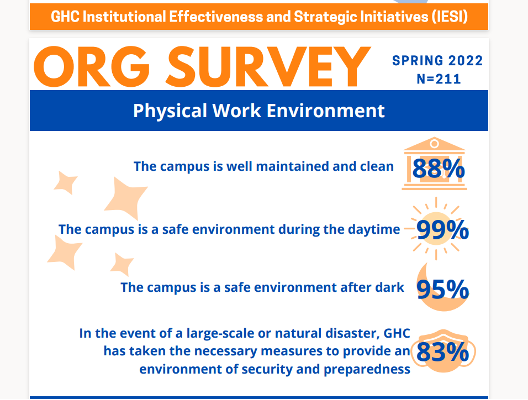 GHC Institutional Effectiveness and Strategic Initiatives (IESI)
ORG SURVEY
SPRING 2022
N=211
Physical Work Environment
The campus is well maintained and clean 88%
The campus is a safe environment during the daytime 99%
The campus is a safe environment after dark 95%
In the event of a large-scale or natural disaster, GHC
has taken the necessary measures to provide an
environment of security and preparedness
83%